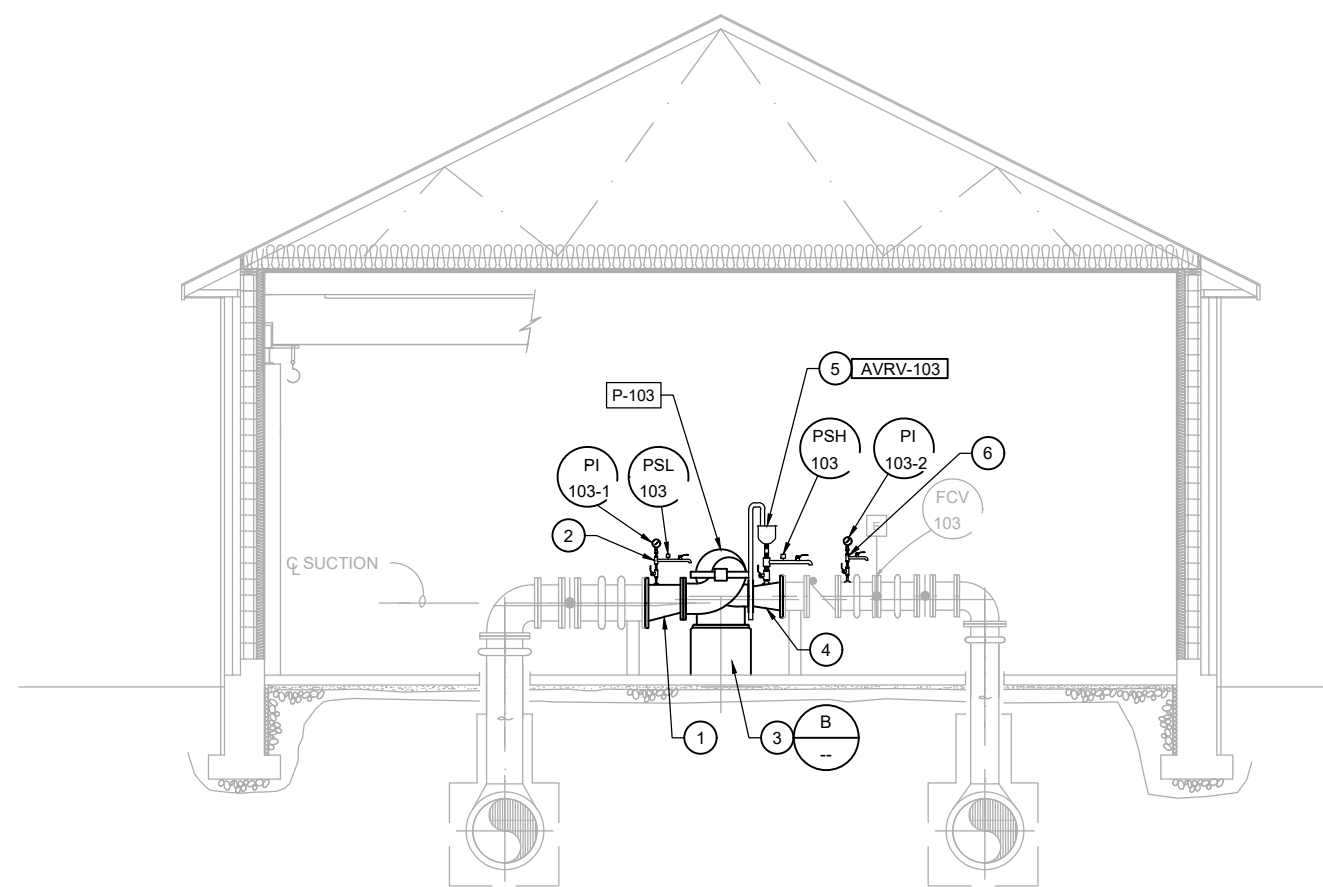 5 AVRV-103
P-103
PSH
103
PI
103-2
6
PI
103-1
PSL
103
FCV
103
F
2
℄ SUCTION
4
1
3
B
--